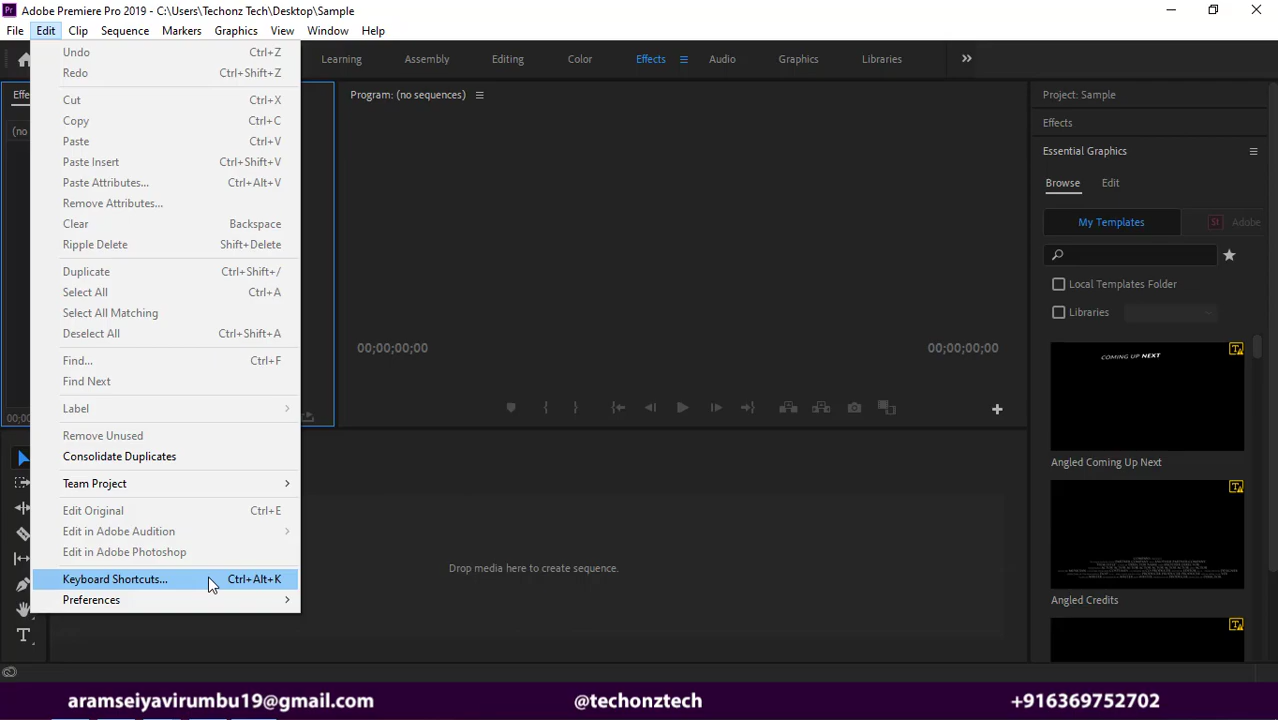 Adobe Premiere Pro 2019 - C:\Users\Techonz Tech\Desktop\Sample
File Edit Clip Sequence Markers Graphics View Window Help
Learning Assembly Editing Color Effects Audio Graphics Libraries
Undo Ctrl+Z
Redo Ctrl+Shift+Z
Cut Ctrl+X
Copy Ctrl+C
Paste Ctrl+V
Paste Insert Ctrl+Shift+V
Paste Attributes... Ctrl+Alt+V
Remove Attributes...
Clear Backspace
Ripple Delete Shift+Delete
Duplicate Ctrl+Shift+/
Select All Ctrl+A
Select All Matching
Deselect All Ctrl+Shift+A
Find... Ctrl+F
Find Next
Label
Remove Unused
Consolidate Duplicates
Team Project
Edit Original Ctrl+E
Edit in Adobe Audition
Edit in Adobe Photoshop
Keyboard Shortcuts... Ctrl+Alt+K
Preferences
Effe
(no
00;00
Program: (no sequences)
00;00;00;00 00;00;00;00
Drop media here to create sequence.
Project: Sample
Effects
Essential Graphics
Browse Edit
My Templates St Adobe
Local Templates Folder
Libraries
COMING UP NEXT
Angled Coming Up Next
Angled Credits
aramseiyavirumbu19@gmail.com @techonztech +916369752702